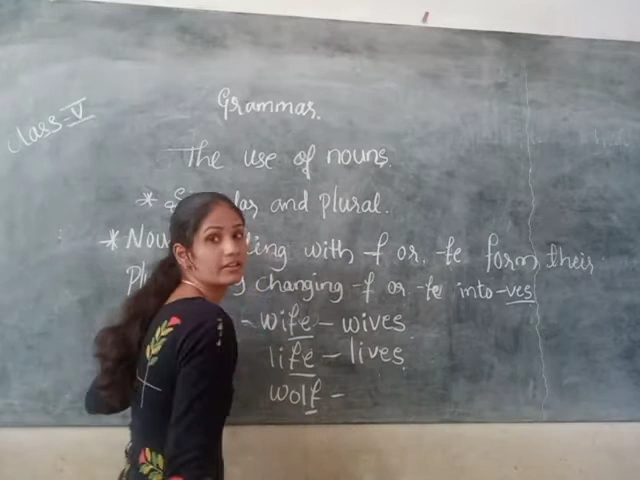 Class-V
Grammar.
The use of nouns.
* and plural.
* with -f or -fe form their
changing -f or -fe into -ves
- wife - wives
life - lives
wolf -